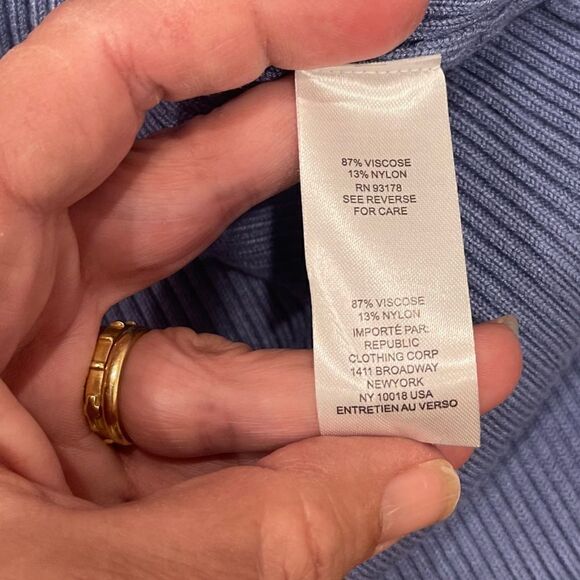 87% VISCOSE
13% NYLON
RN 93178
SEE REVERSE
FOR CARE
87% VISCOSE
13% NYLON
IMPORTÉ PAR:
REPUBLIC
CLOTHING CORP
1411 BROADWAY
NEWYORK
NY 10018 USA
ENTRETIEN AU VERSO